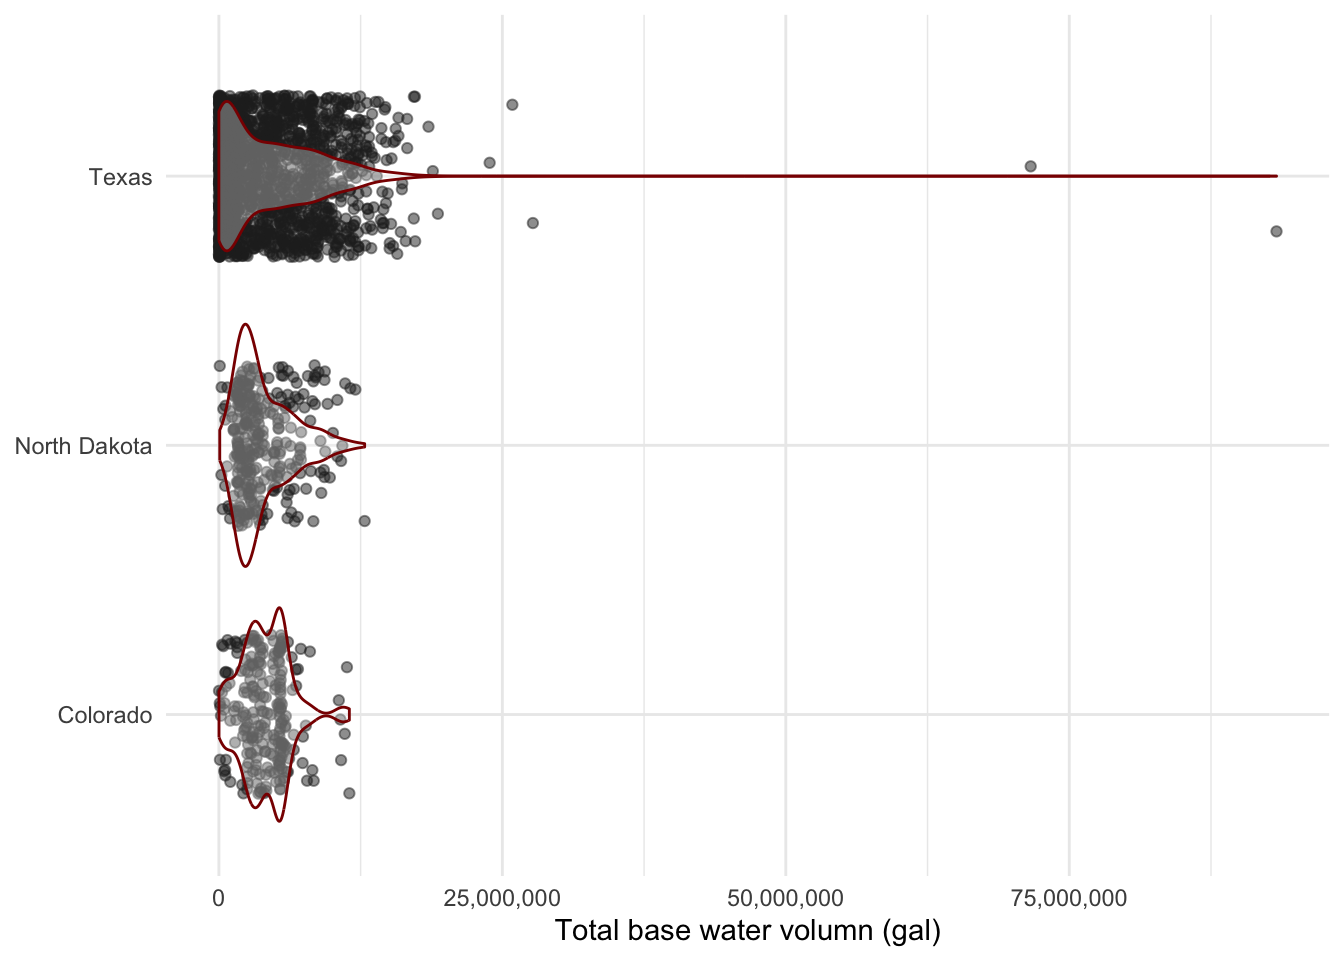 Texas
North Dakota
Colorado
0
25,000,000
50,000,000
75,000,000
Total base water volumn (gal)